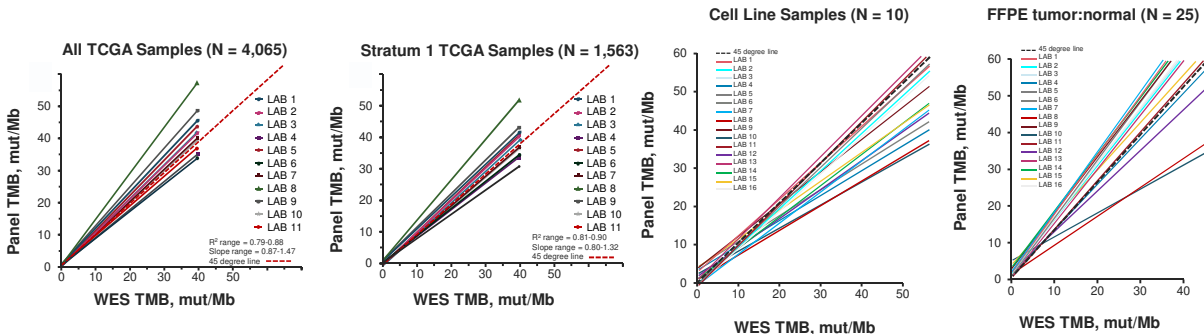 All TCGA Samples (N = 4,065)
Panel TMB, mut/Mb
50
40
30
20
10
0
0 10 20 30 40 50
WES TMB, mut/Mb
LAB 1
LAB 2
LAB 3
LAB 4
LAB 5
LAB 6
LAB 7
LAB 8
LAB 9
LAB 10
LAB 11
R² range = 0.79-0.88
Slope range = 0.87-1.47
45 degree line
Stratum 1 TCGA Samples (N = 1,563)
Panel TMB, mut/Mb
50
40
30
20
10
0
0 10 20 30 40 50
WES TMB, mut/Mb
LAB 1
LAB 2
LAB 3
LAB 4
LAB 5
LAB 6
LAB 7
LAB 8
LAB 9
LAB 10
LAB 11
R² range = 0.81-0.90
Slope range = 0.80-1.32
45 degree line
Cell Line Samples (N = 10)
Panel TMB, mut/Mb
60
50
40
30
20
10
0
0 10 20 30 40 50
WES TMB, mut/Mb
45 degree line
LAB 1
LAB 2
LAB 3
LAB 4
LAB 5
LAB 6
LAB 7
LAB 8
LAB 9
LAB 10
LAB 11
LAB 12
LAB 13
LAB 14
LAB 15
LAB 16
FFPE tumor:normal (N = 25)
Panel TMB, mut/Mb
60
50
40
30
20
10
0
0 10 20 30 40
WES TMB, mut/Mb
45 degree line
LAB 1
LAB 2
LAB 3
LAB 4
LAB 5
LAB 6
LAB 7
LAB 8
LAB 9
LAB 10
LAB 11
LAB 12
LAB 13
LAB 14
LAB 15
LAB 16